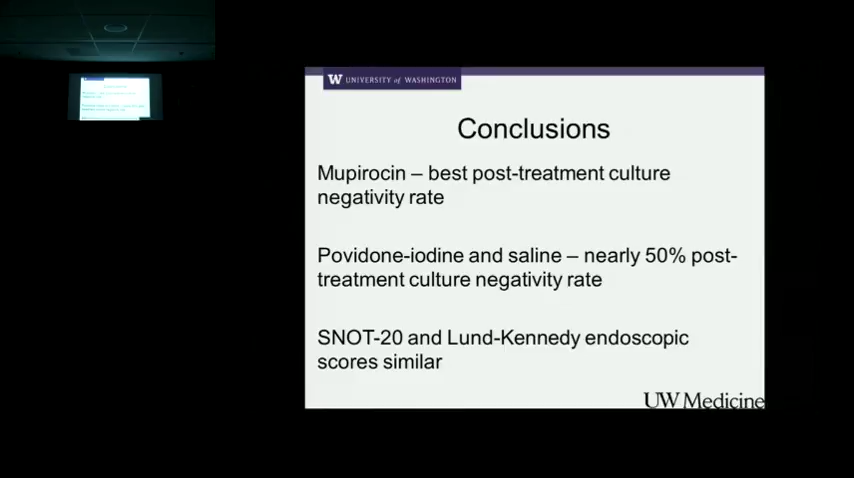 W UNIVERSITY of WASHINGTON
Conclusions
Mupirocin – best post-treatment culture
negativity rate
Povidone-iodine and saline – nearly 50% post-
treatment culture negativity rate
SNOT-20 and Lund-Kennedy endoscopic
scores similar
UW Medicine